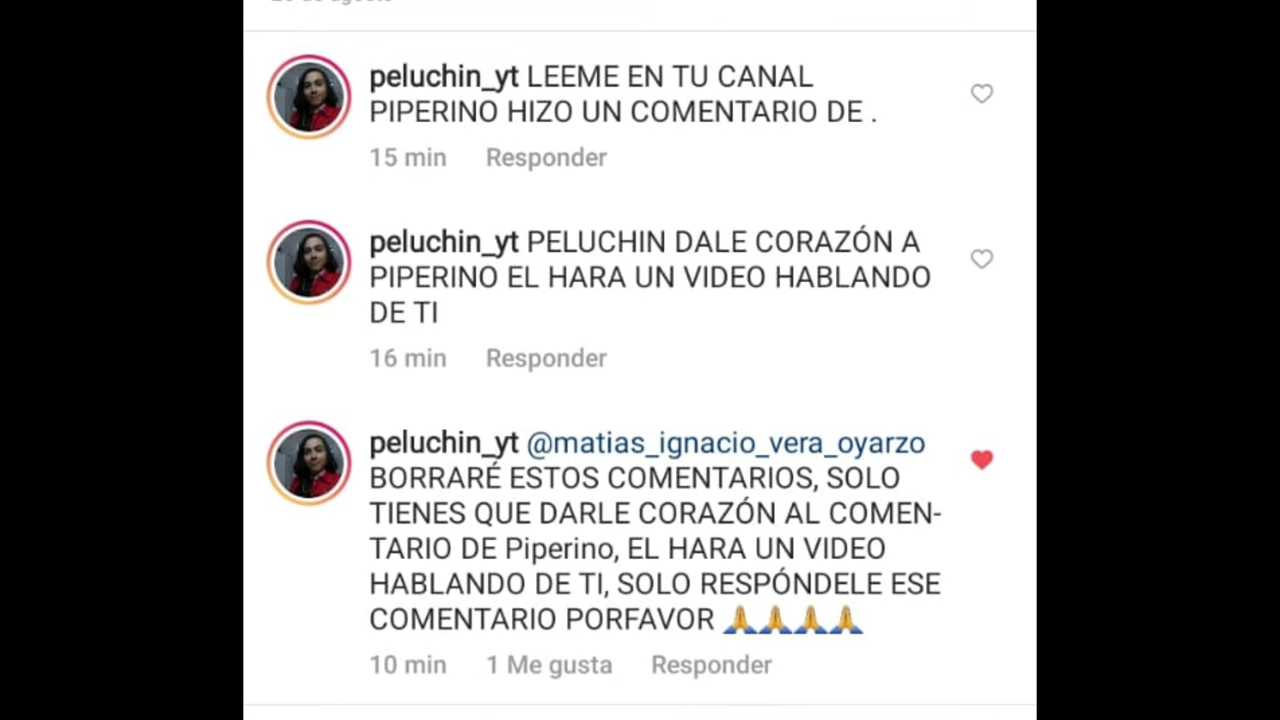 peluchin_yt LEEME EN TU CANAL
PIPERINO HIZO UN COMENTARIO DE .
15 min Responder
peluchin_yt PELUCHIN DALE CORAZÓN A
PIPERINO EL HARA UN VIDEO HABLANDO
DE TI
16 min Responder
peluchin_yt @matias_ignacio_vera_oyarzo
BORRARÉ ESTOS COMENTARIOS, SOLO
TIENES QUE DARLE CORAZÓN AL COMEN-
TARIO DE Piperino, EL HARA UN VIDEO
HABLANDO DE TI, SOLO RESPÓNDELE ESE
COMENTARIO PORFAVOR 🙏🙏🙏🙏
10 min 1 Me gusta Responder